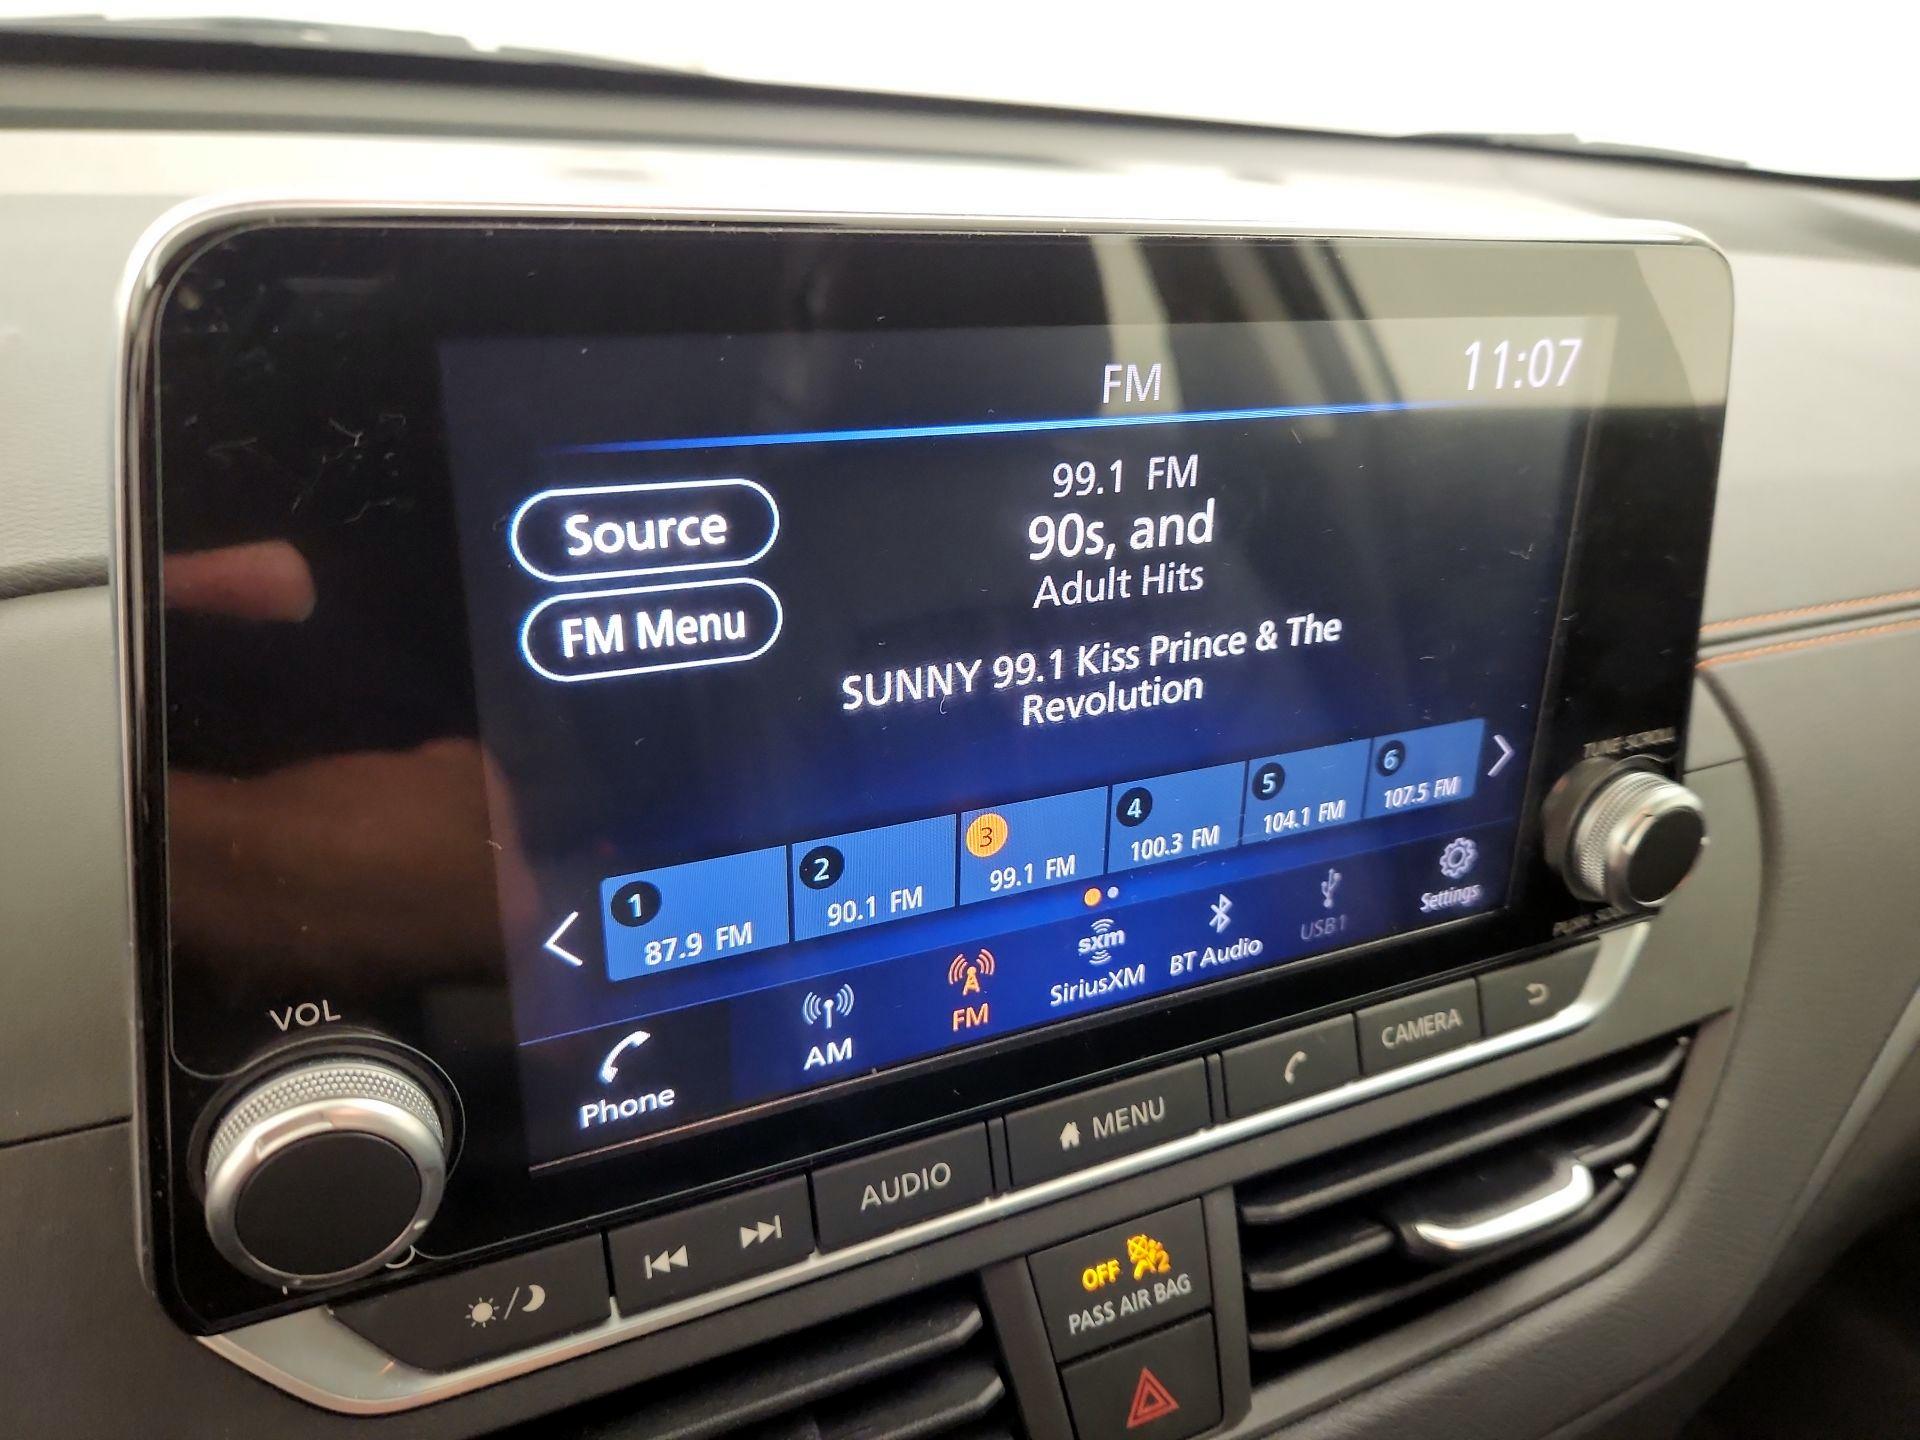 FM
11:07
Source
FM Menu
99.1 FM
90s, and
Adult Hits
SUNNY 99.1 Kiss Prince & The
Revolution
1
87.9 FM
2
90.1 FM
3
99.1 FM
4
100.3 FM
5
104.1 FM
6
107.5 FM
Phone
AM
FM
sxm
SiriusXM
BT Audio
USB1
Settings
TUNE·SCROLL
VOL
AUDIO
MENU
CAMERA
OFF 2
PASS AIR BAG